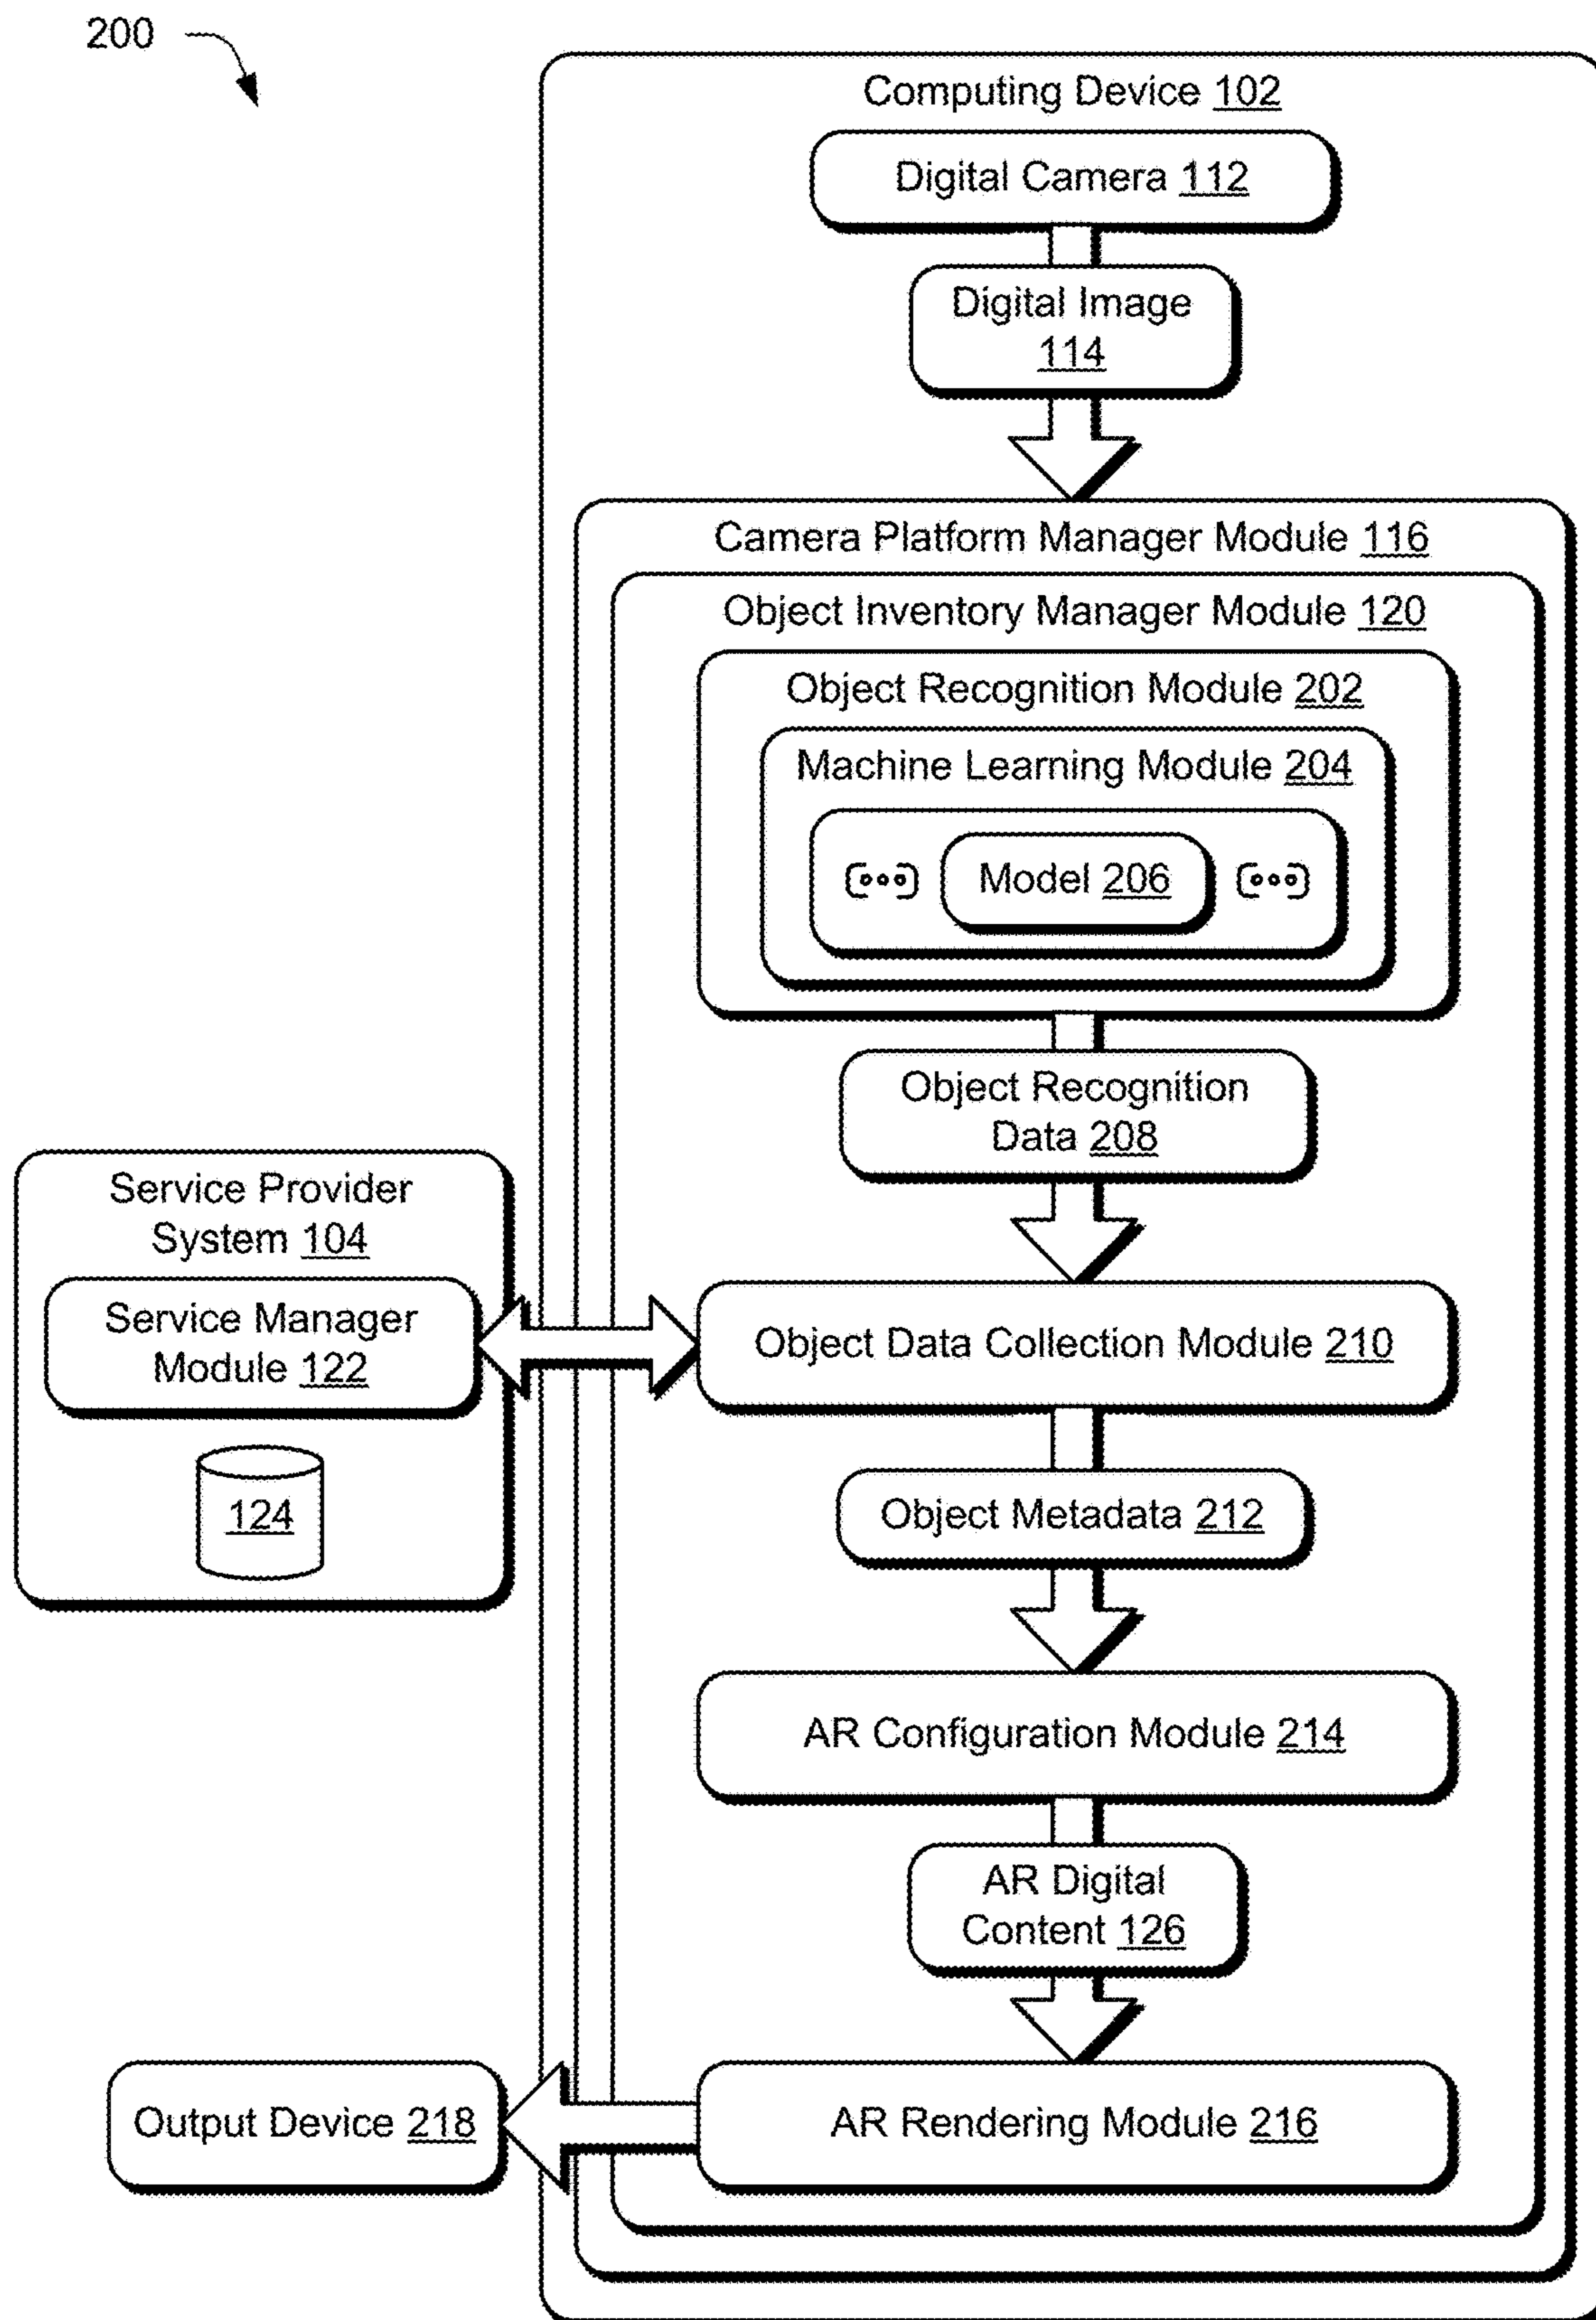 200
Computing Device 102
Digital Camera 112
Digital Image
114
Camera Platform Manager Module 116
Object Inventory Manager Module 120
Object Recognition Module 202
Machine Learning Module 204
Model 206
Object Recognition
Data 208
Service Provider
System 104
Service Manager
Module 122
124
Object Data Collection Module 210
Object Metadata 212
AR Configuration Module 214
AR Digital
Content 126
AR Rendering Module 216
Output Device 218